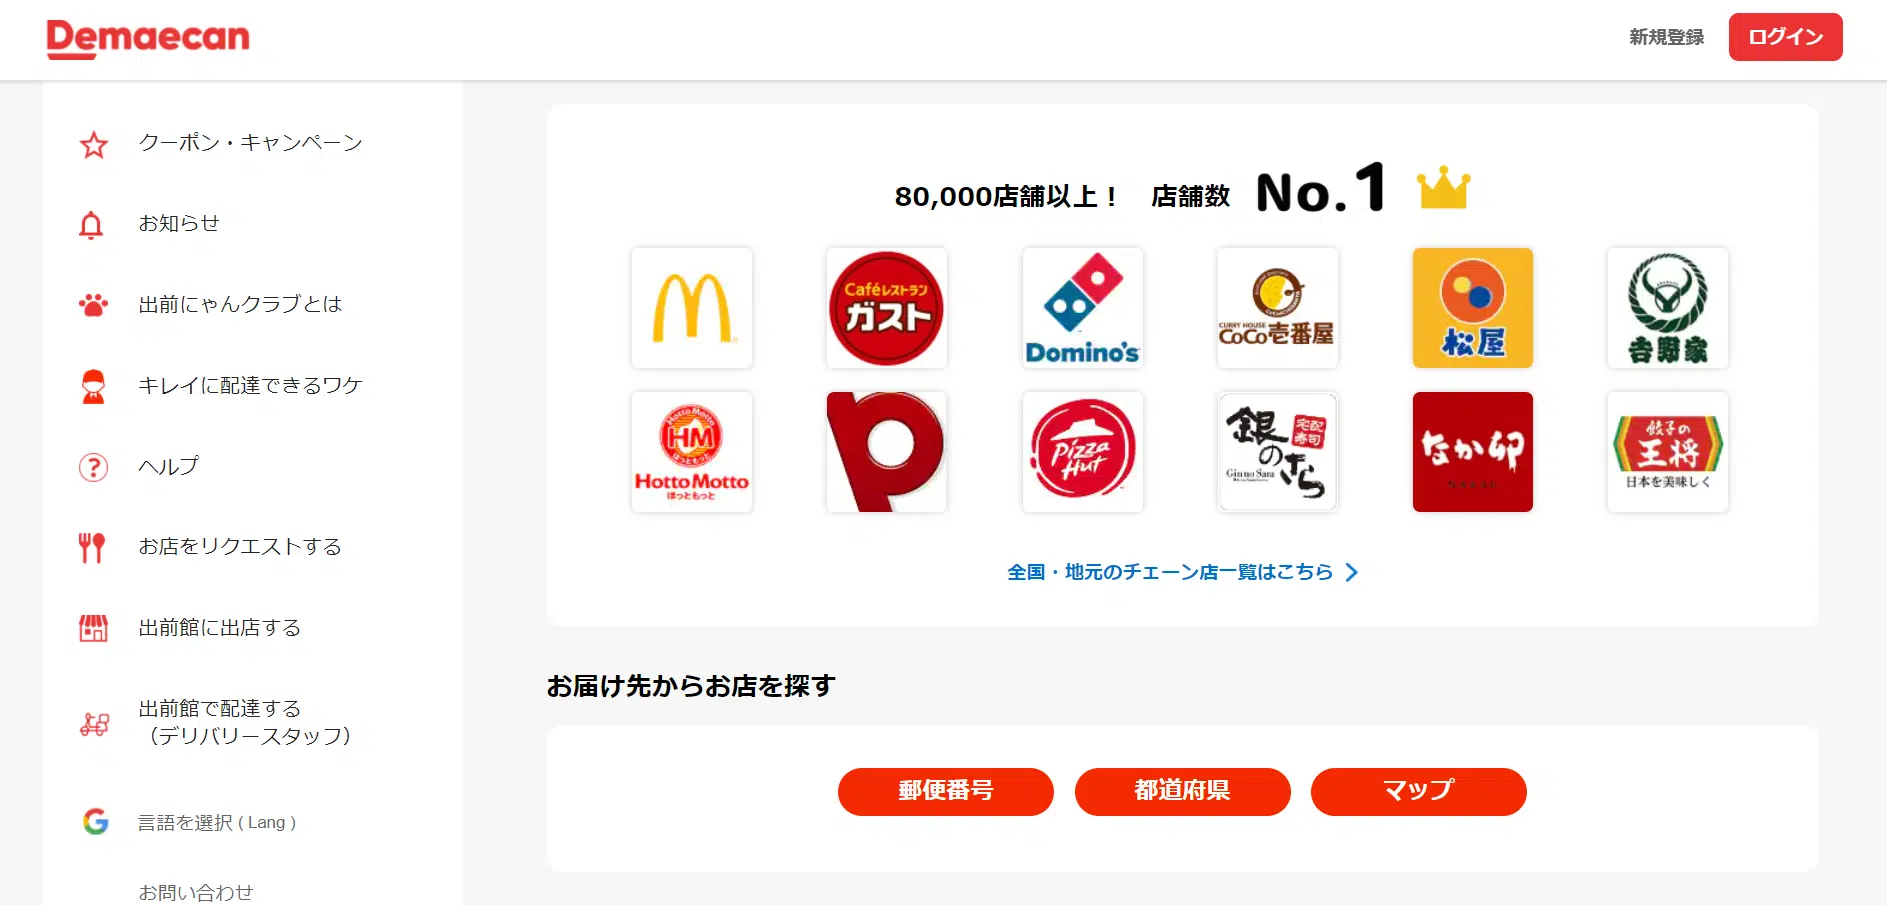 Demaecan
新規登録
ログイン
クーポン・キャンペーン
お知らせ
出前にゃんクラブとは
キレイに配達できるワケ
ヘルプ
お店をリクエストする
出前館に出店する
出前館で配達する
（デリバリースタッフ）
言語を選択 ( Lang )
お問い合わせ
80,000店舗以上！ 店舗数 No.1
Caféレストラン
ガスト
Domino's
CURRY HOUSE
CoCo壱番屋
松屋
吉野家
HottoMotto
HM
ほっともっと
HottoMotto
ほっともっと
Pizza
Hut
銀のさら
宅配
寿司
Gin no Sara
なか卯
餃子の
王将
日本を美味しく
全国・地元のチェーン店一覧はこちら
お届け先からお店を探す
郵便番号
都道府県
マップ